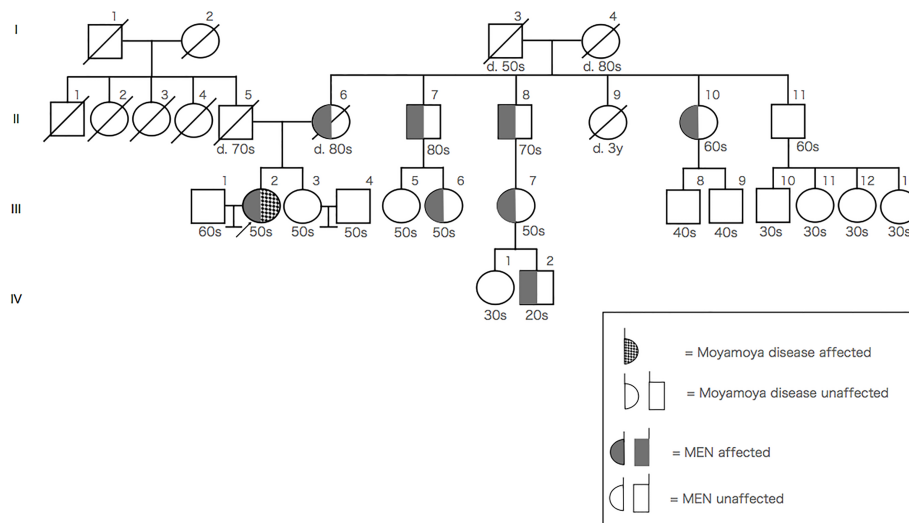 I 1 2 3 4
d. 50s d. 80s
II 1 2 3 4 5 6 7 8 9 10 11
d. 70s d. 80s 80s 70s d. 3y 60s 60s
III 1 2 3 4 5 6 7 8 9 10 11 12 1
60s 50s 50s 50s 50s 50s 50s 40s 40s 30s 30s 30s 30s
IV 1 2
30s 20s
= Moyamoya disease affected
= Moyamoya disease unaffected
= MEN affected
= MEN unaffected